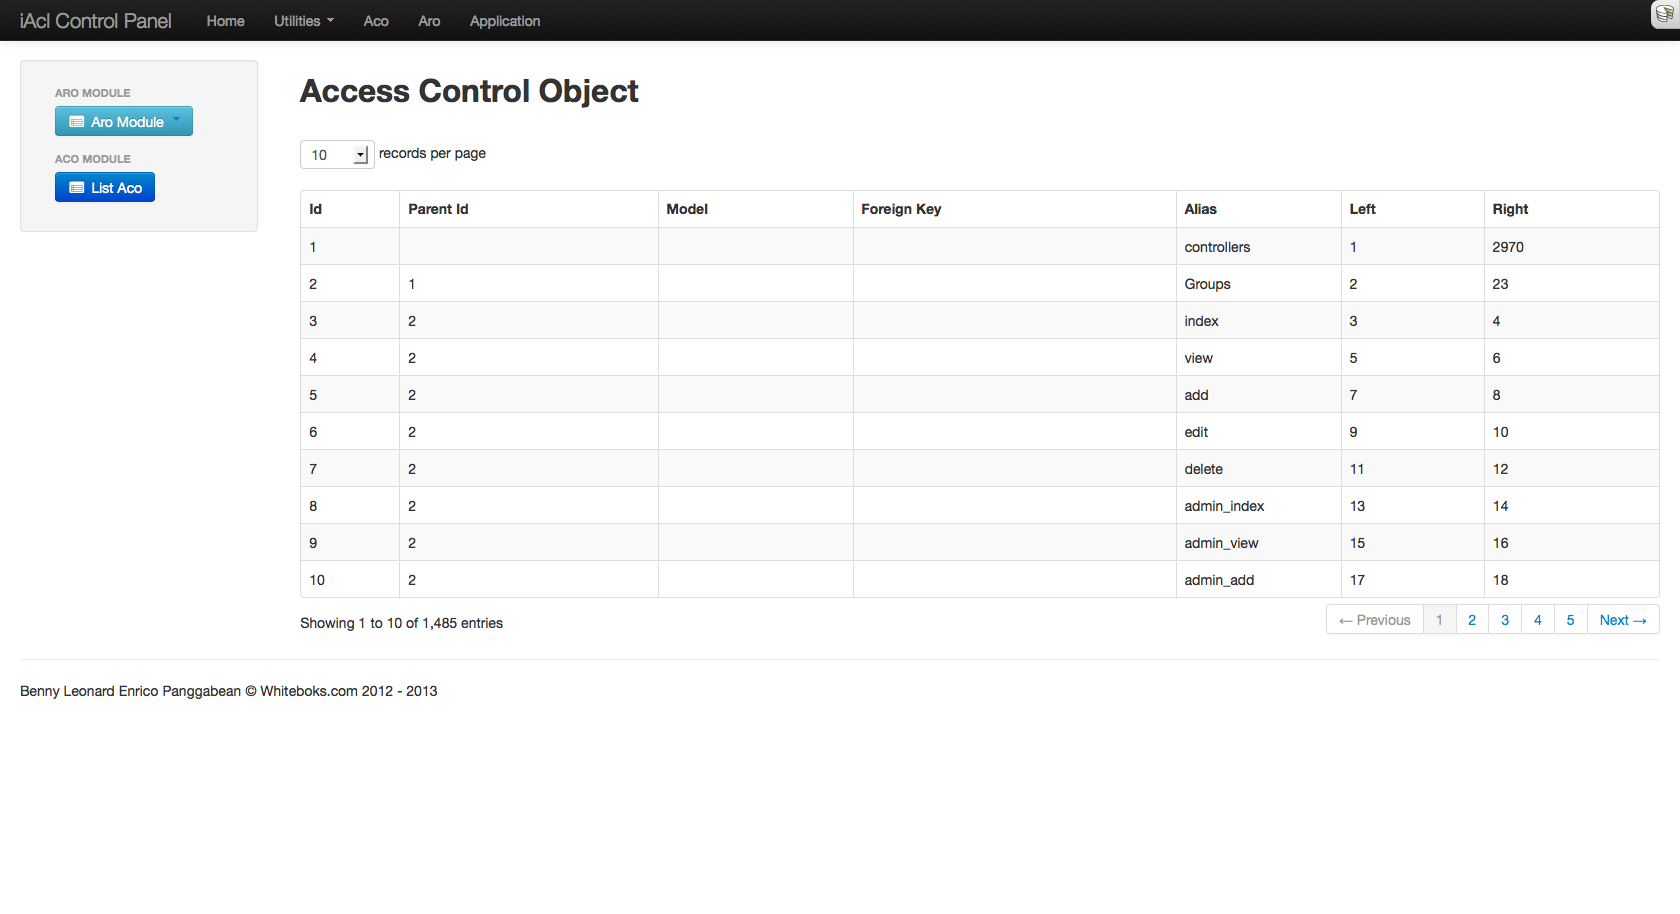 iAcl Control Panel Home Utilities Aco Aro Application
ARO MODULE
Aro Module
ACO MODULE
List Aco
Access Control Object
10 records per page
Id Parent Id Model Foreign Key Alias Left Right
1 controllers 1 2970
2 1 Groups 2 23
3 2 index 3 4
4 2 view 5 6
5 2 add 7 8
6 2 edit 9 10
7 2 delete 11 12
8 2 admin_index 13 14
9 2 admin_view 15 16
10 2 admin_add 17 18
Showing 1 to 10 of 1,485 entries
← Previous 1 2 3 4 5 Next →
Benny Leonard Enrico Panggabean © Whiteboks.com 2012 - 2013